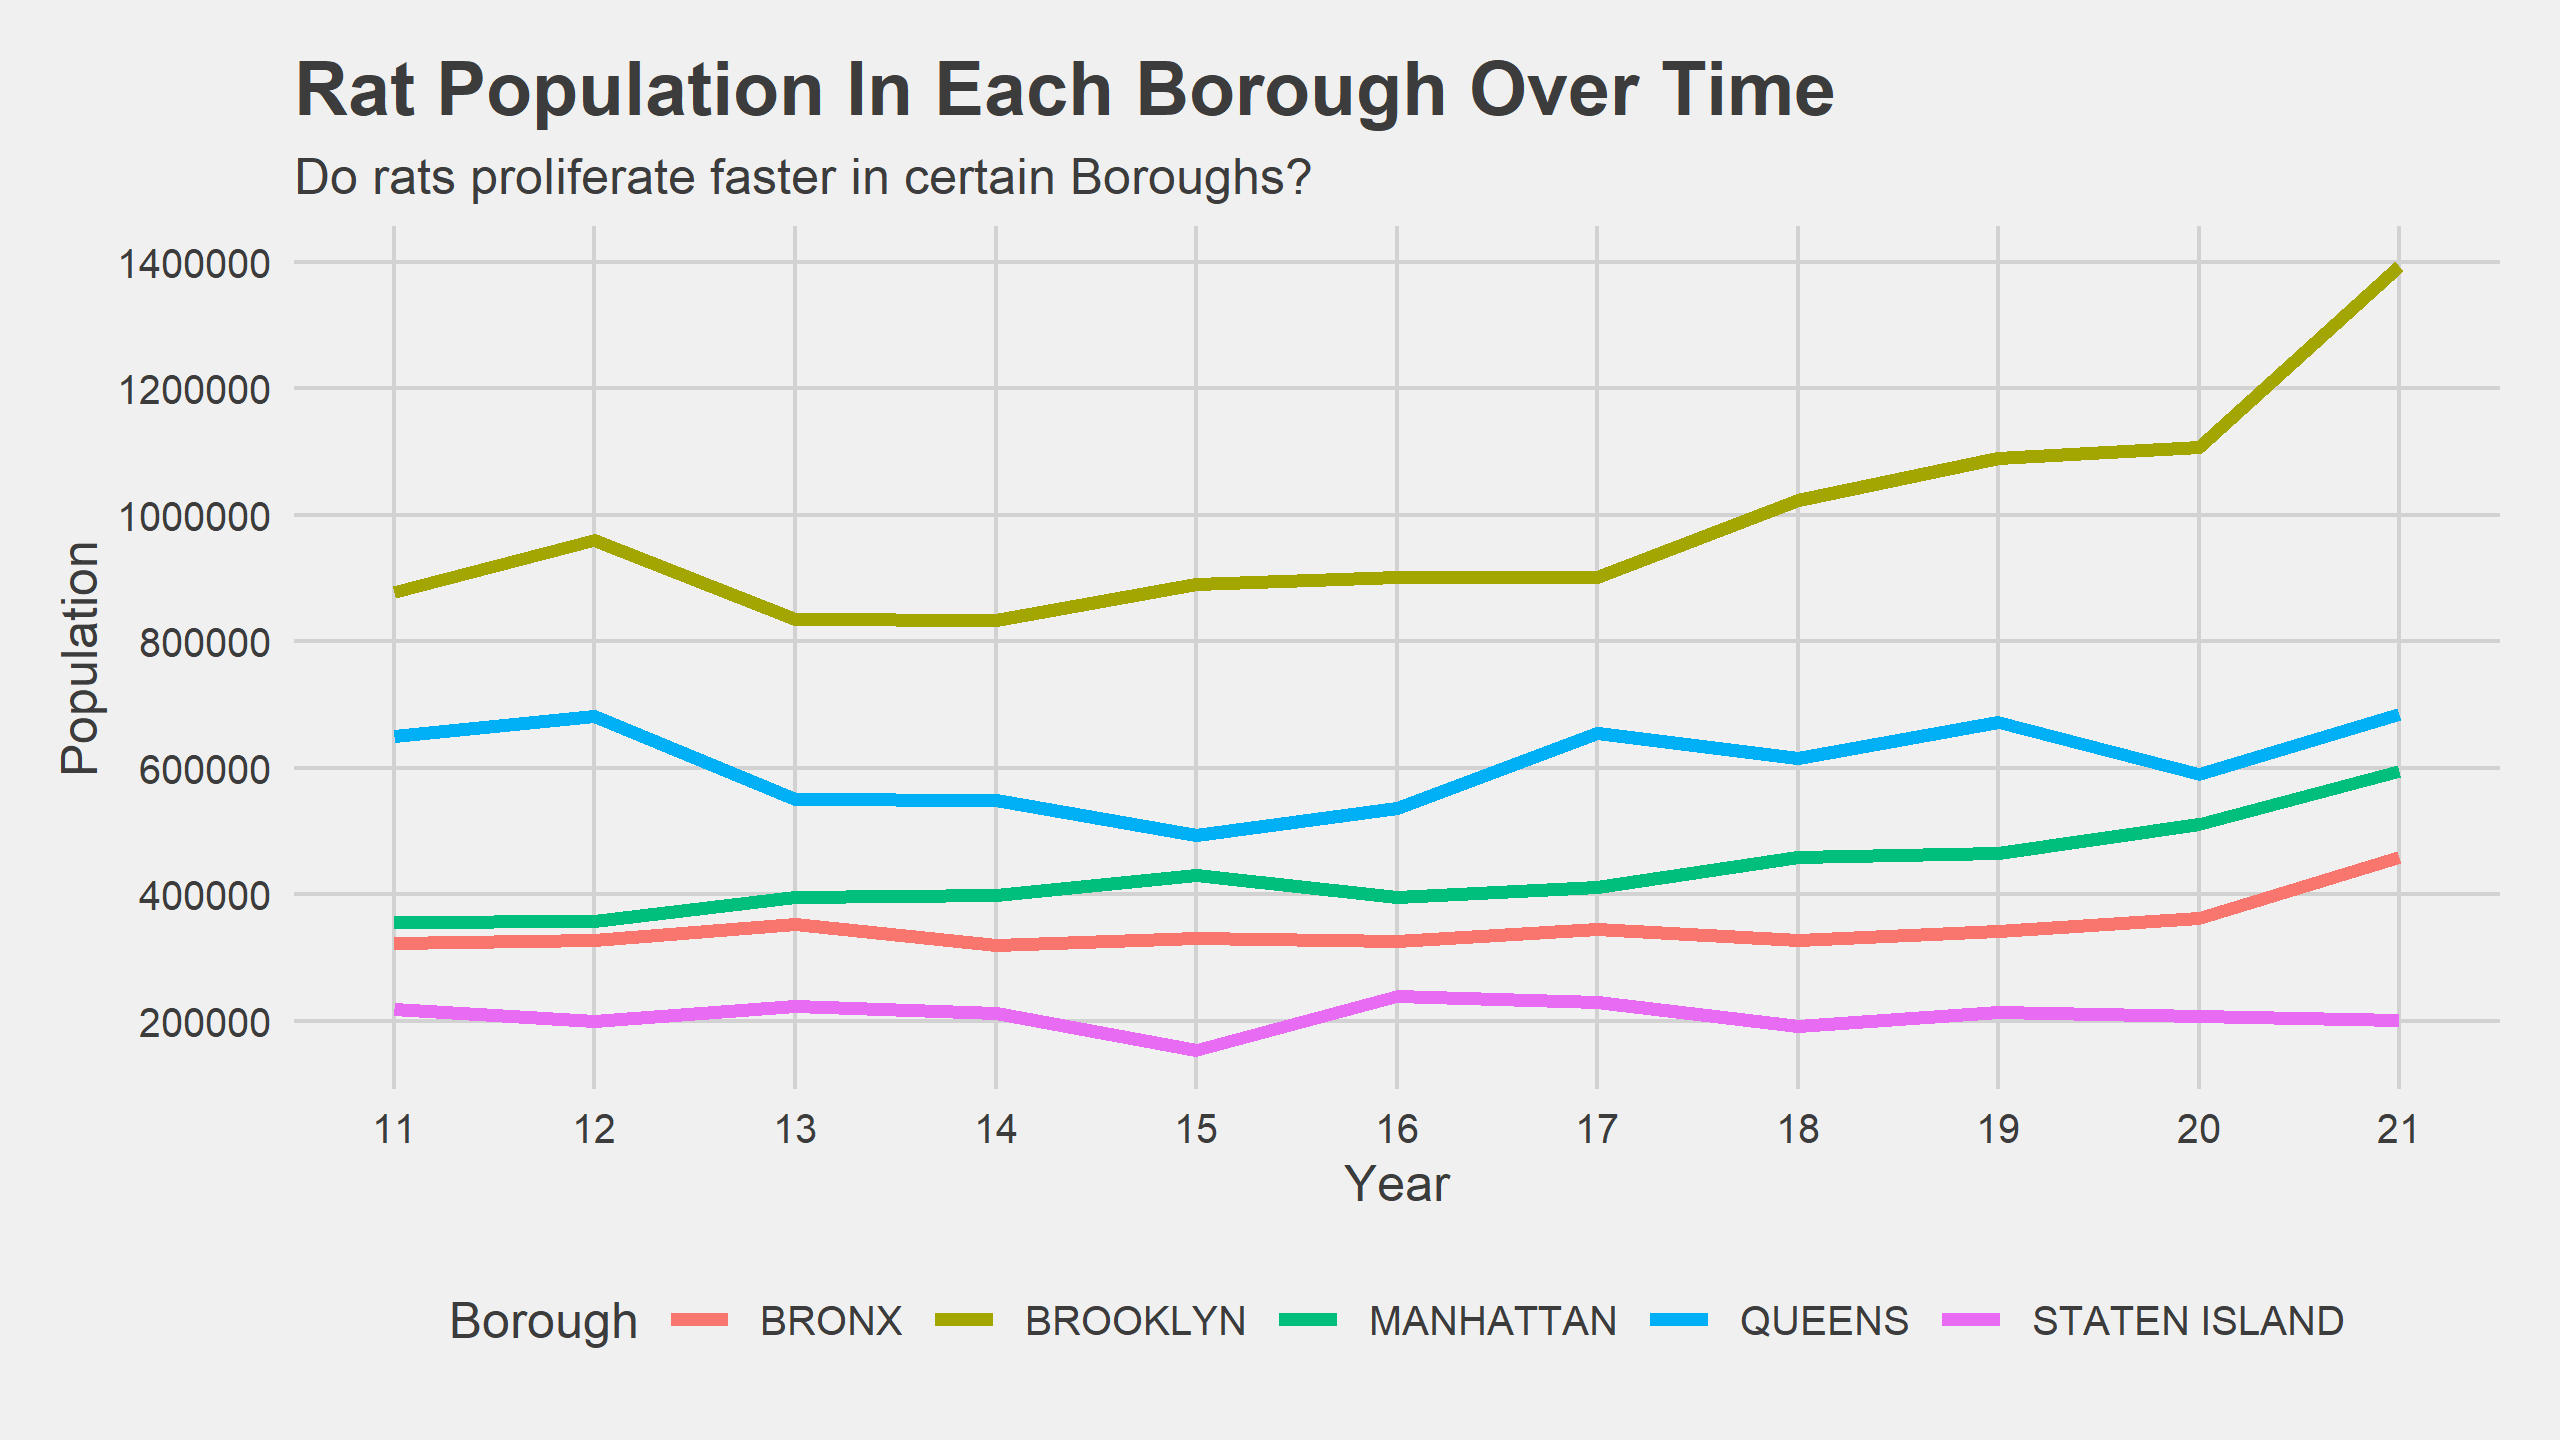 Rat Population In Each Borough Over Time
Do rats proliferate faster in certain Boroughs?
1400000
1200000
1000000
800000
600000
400000
200000
Population
11 12 13 14 15 16 17 18 19 20 21
Year
Borough BRONX BROOKLYN MANHATTAN QUEENS STATEN ISLAND